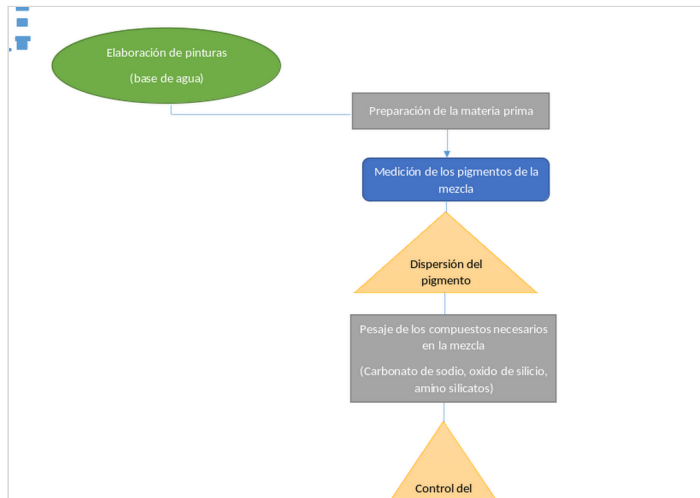 Elaboración de pinturas
(base de agua)
Preparación de la materia prima
Medición de los pigmentos de la
mezcla
Dispersión del
pigmento
Pesaje de los compuestos necesarios
en la mezcla
(Carbonato de sodio, oxido de silicio,
amino silicatos)
Control del